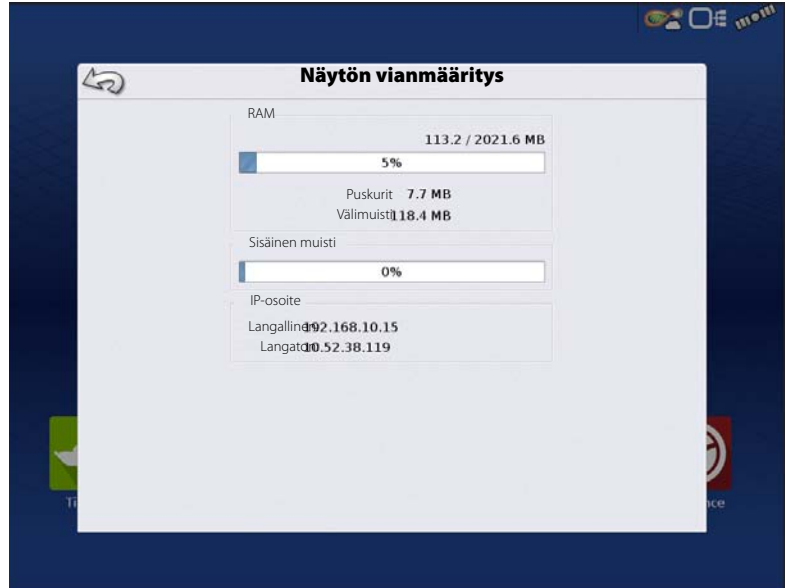 Näytön vianmääritys
RAM
113.2 / 2021.6 MB
5%
Puskurit 7.7 MB
Välimuisti 118.4 MB
Sisäinen muisti
0%
IP-osoite
Langallinen 192.168.10.15
Langaton 10.52.38.119